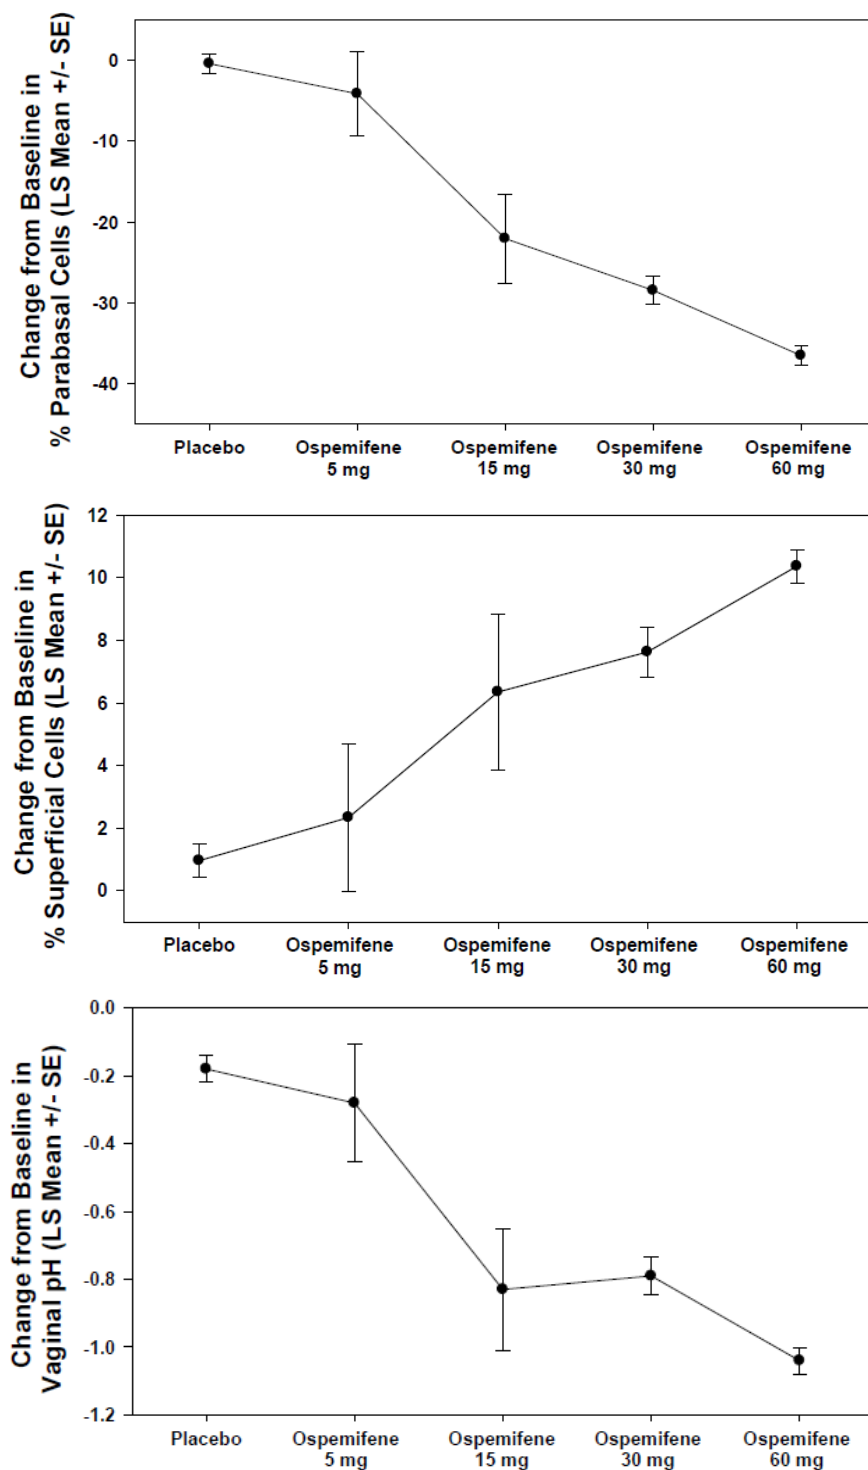 Change from Baseline in
% Parabasal Cells (LS Mean +/- SE)
0
-10
-20
-30
-40
Placebo
Ospemifene
5 mg
Ospemifene
15 mg
Ospemifene
30 mg
Ospemifene
60 mg
Change from Baseline in
% Superficial Cells (LS Mean +/- SE)
12
10
8
6
4
2
0
Placebo
Ospemifene
5 mg
Ospemifene
15 mg
Ospemifene
30 mg
Ospemifene
60 mg
Change from Baseline in
Vaginal pH (LS Mean +/- SE)
0.0
-0.2
-0.4
-0.6
-0.8
-1.0
-1.2
Placebo
Ospemifene
5 mg
Ospemifene
15 mg
Ospemifene
30 mg
Ospemifene
60 mg